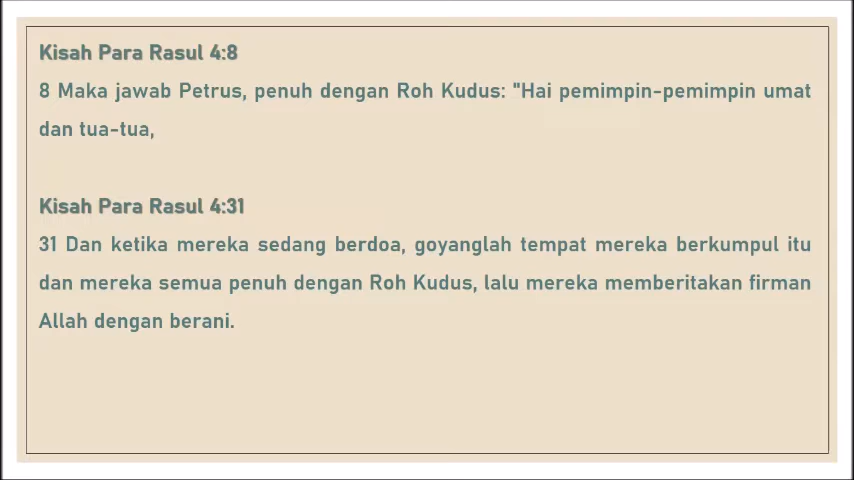 Kisah Para Rasul 4:8
8 Maka jawab Petrus, penuh dengan Roh Kudus: "Hai pemimpin-pemimpin umat
dan tua-tua,
Kisah Para Rasul 4:31
31 Dan ketika mereka sedang berdoa, goyanglah tempat mereka berkumpul itu
dan mereka semua penuh dengan Roh Kudus, lalu mereka memberitakan firman
Allah dengan berani.